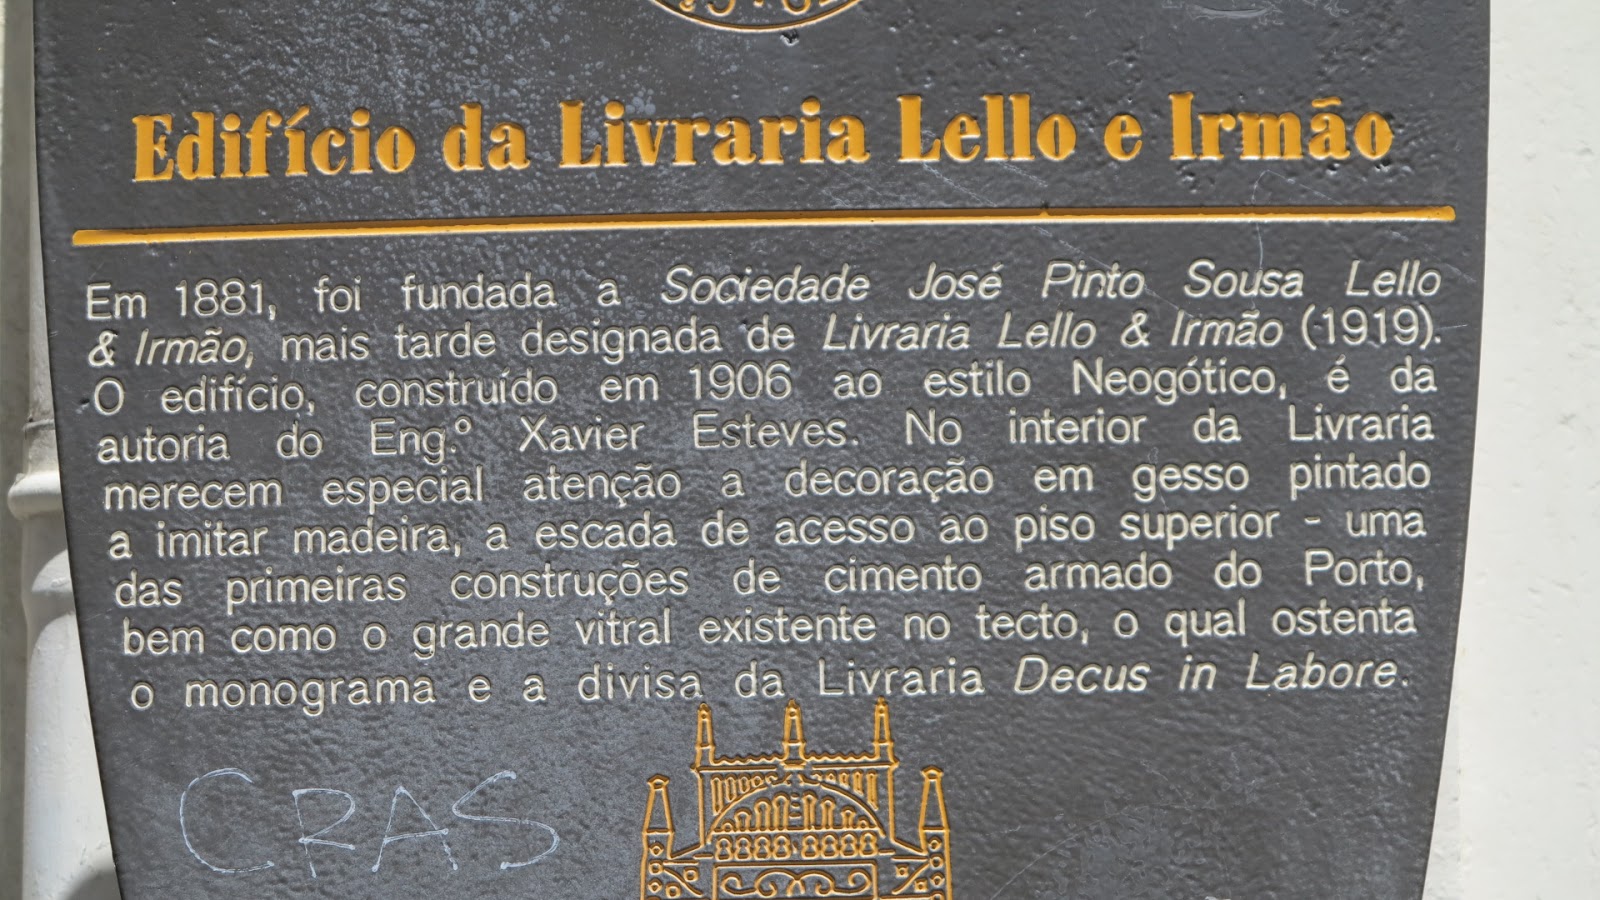 Edifício da Livraria Lello e Irmão
Em 1881, foi fundada a Sociedade José Pinto Sousa Lello
& Irmão, mais tarde designada de Livraria Lello & Irmão (1919).
O edifício, construído em 1906 ao estilo Neogótico, é da
autoria do Eng.º Xavier Esteves. No interior da Livraria
merecem especial atenção a decoração em gesso pintado
a imitar madeira, a escada de acesso ao piso superior - uma
das primeiras construções de cimento armado do Porto,
bem como o grande vitral existente no tecto, o qual ostenta
o monograma e a divisa da Livraria Decus in Labore.
CRAS